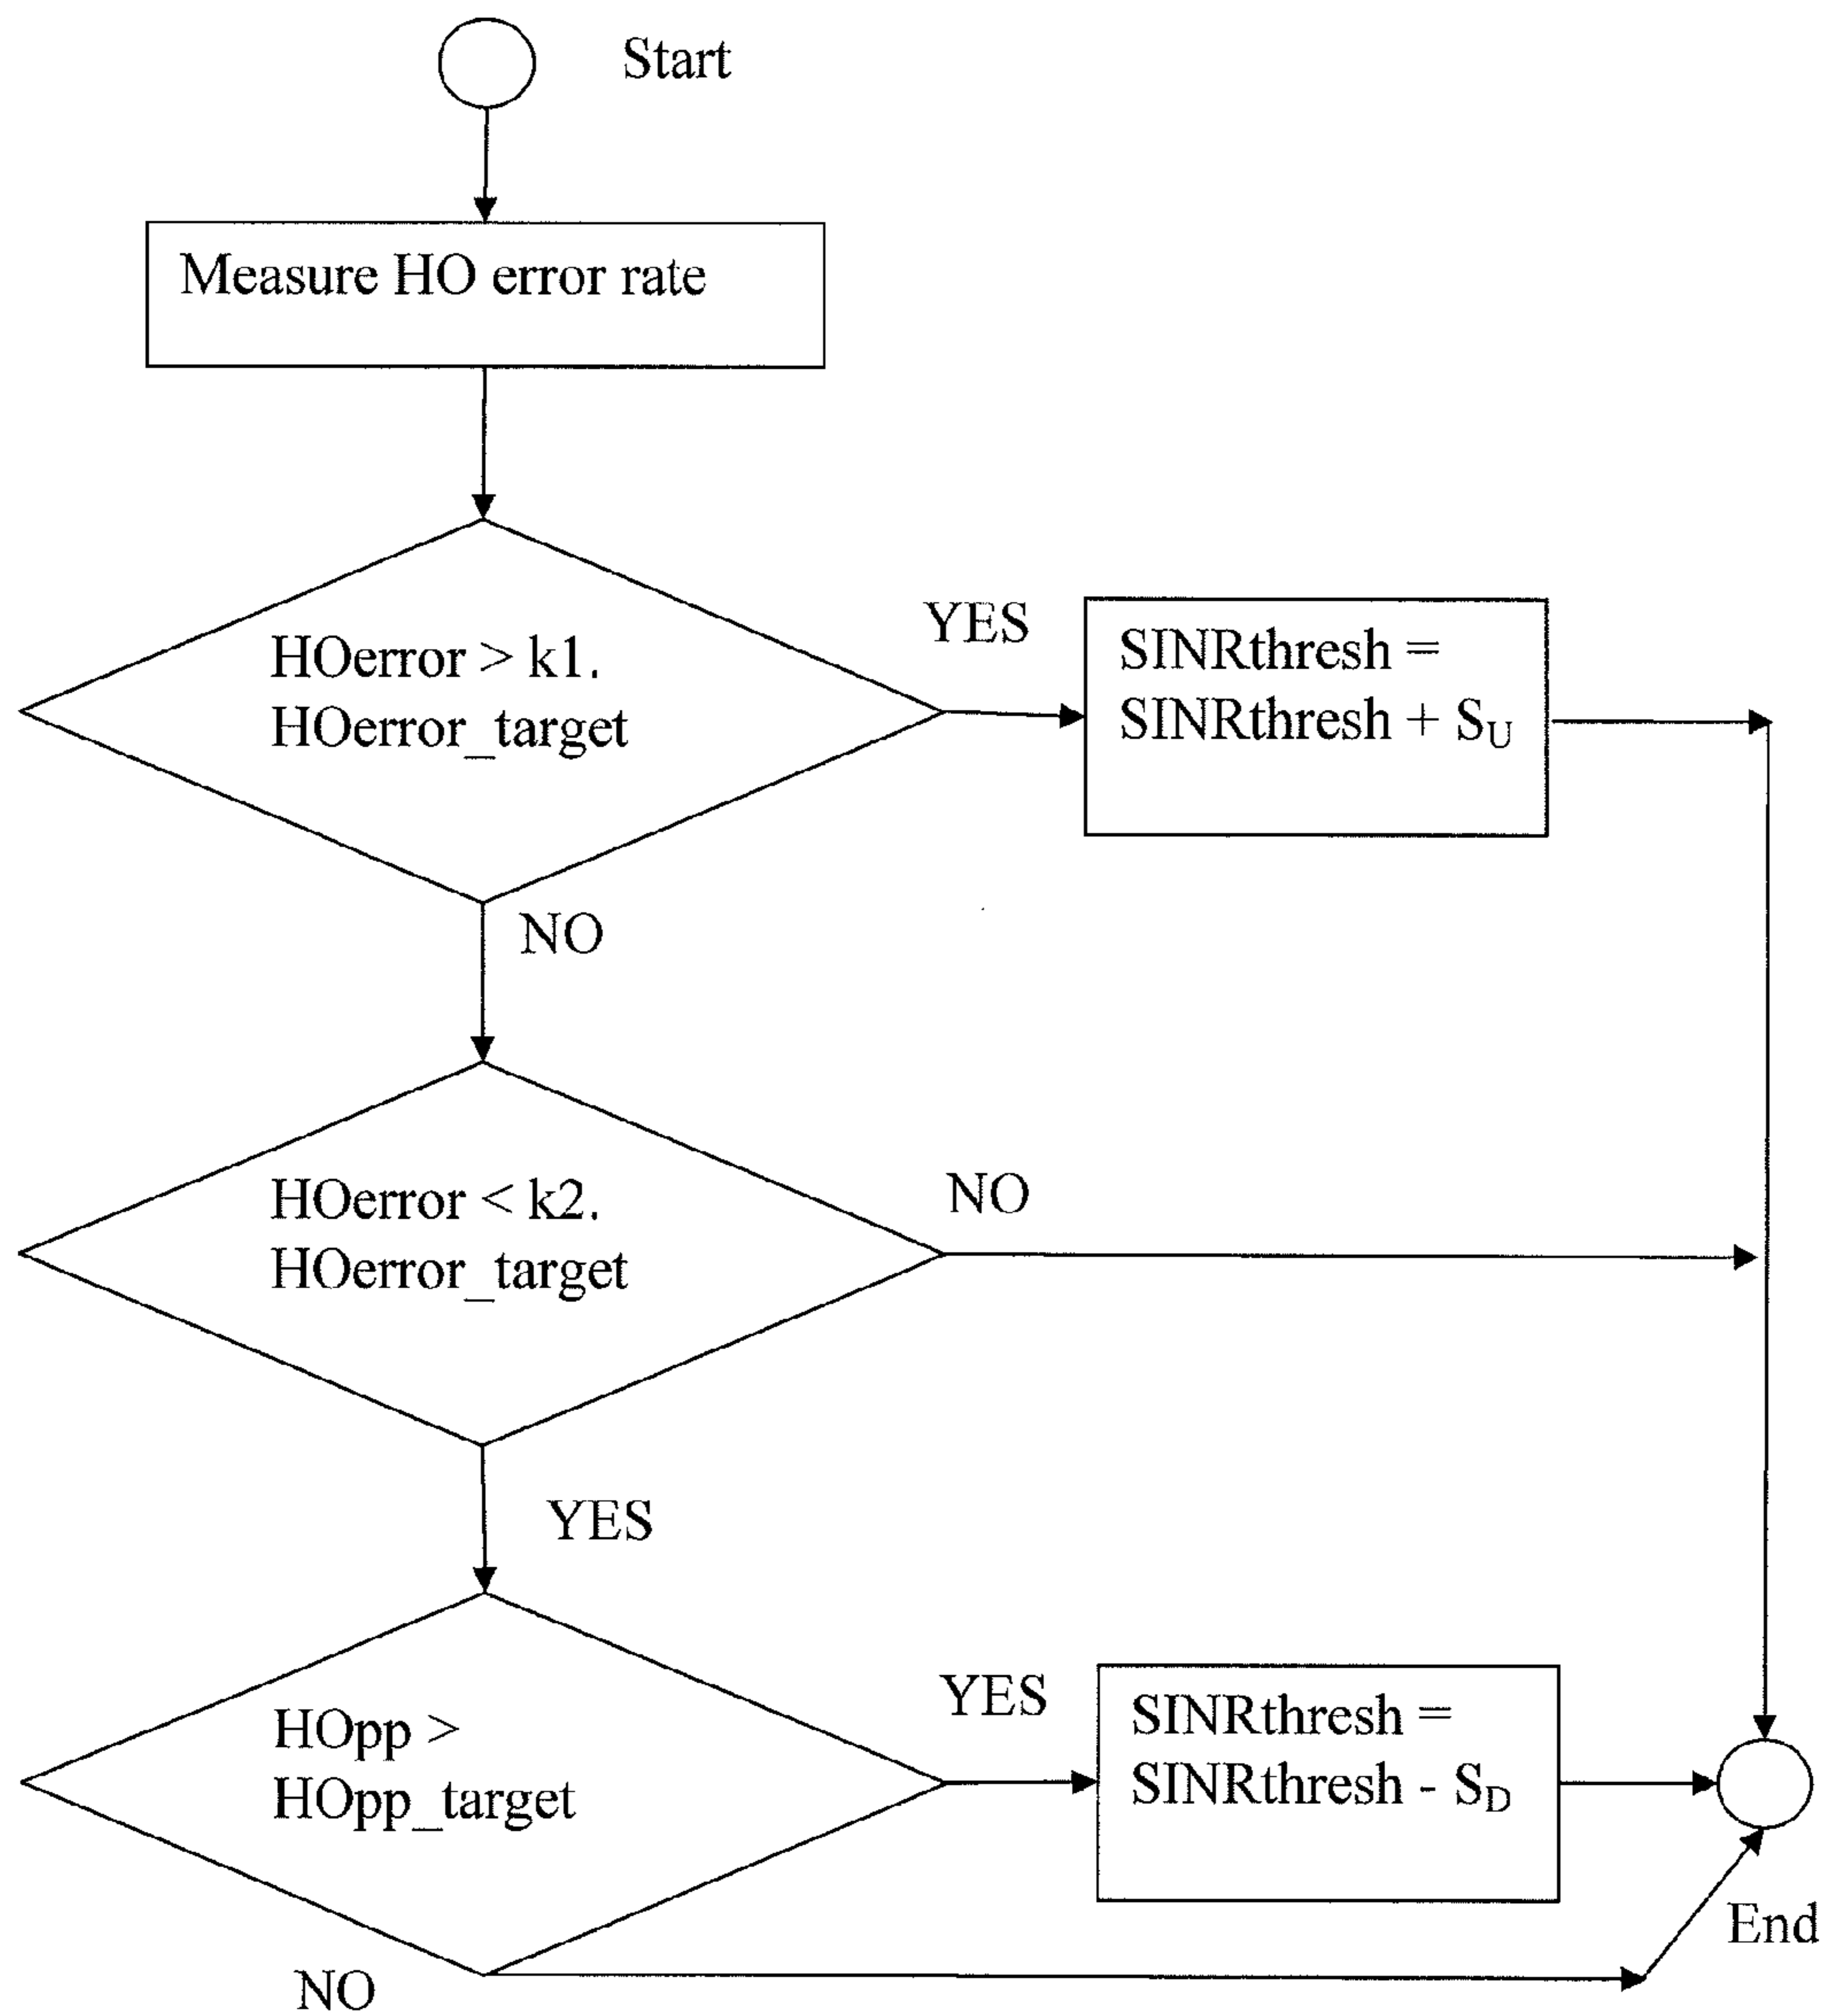 Start
Measure HO error rate
HOerror > k1.
HOerror_target
YES
SINRthresh =
SINRthresh + SU
NO
HOerror < k2.
HOerror_target
NO
YES
HOpp >
HOpp_target
YES
SINRthresh =
SINRthresh - SD
End
NO